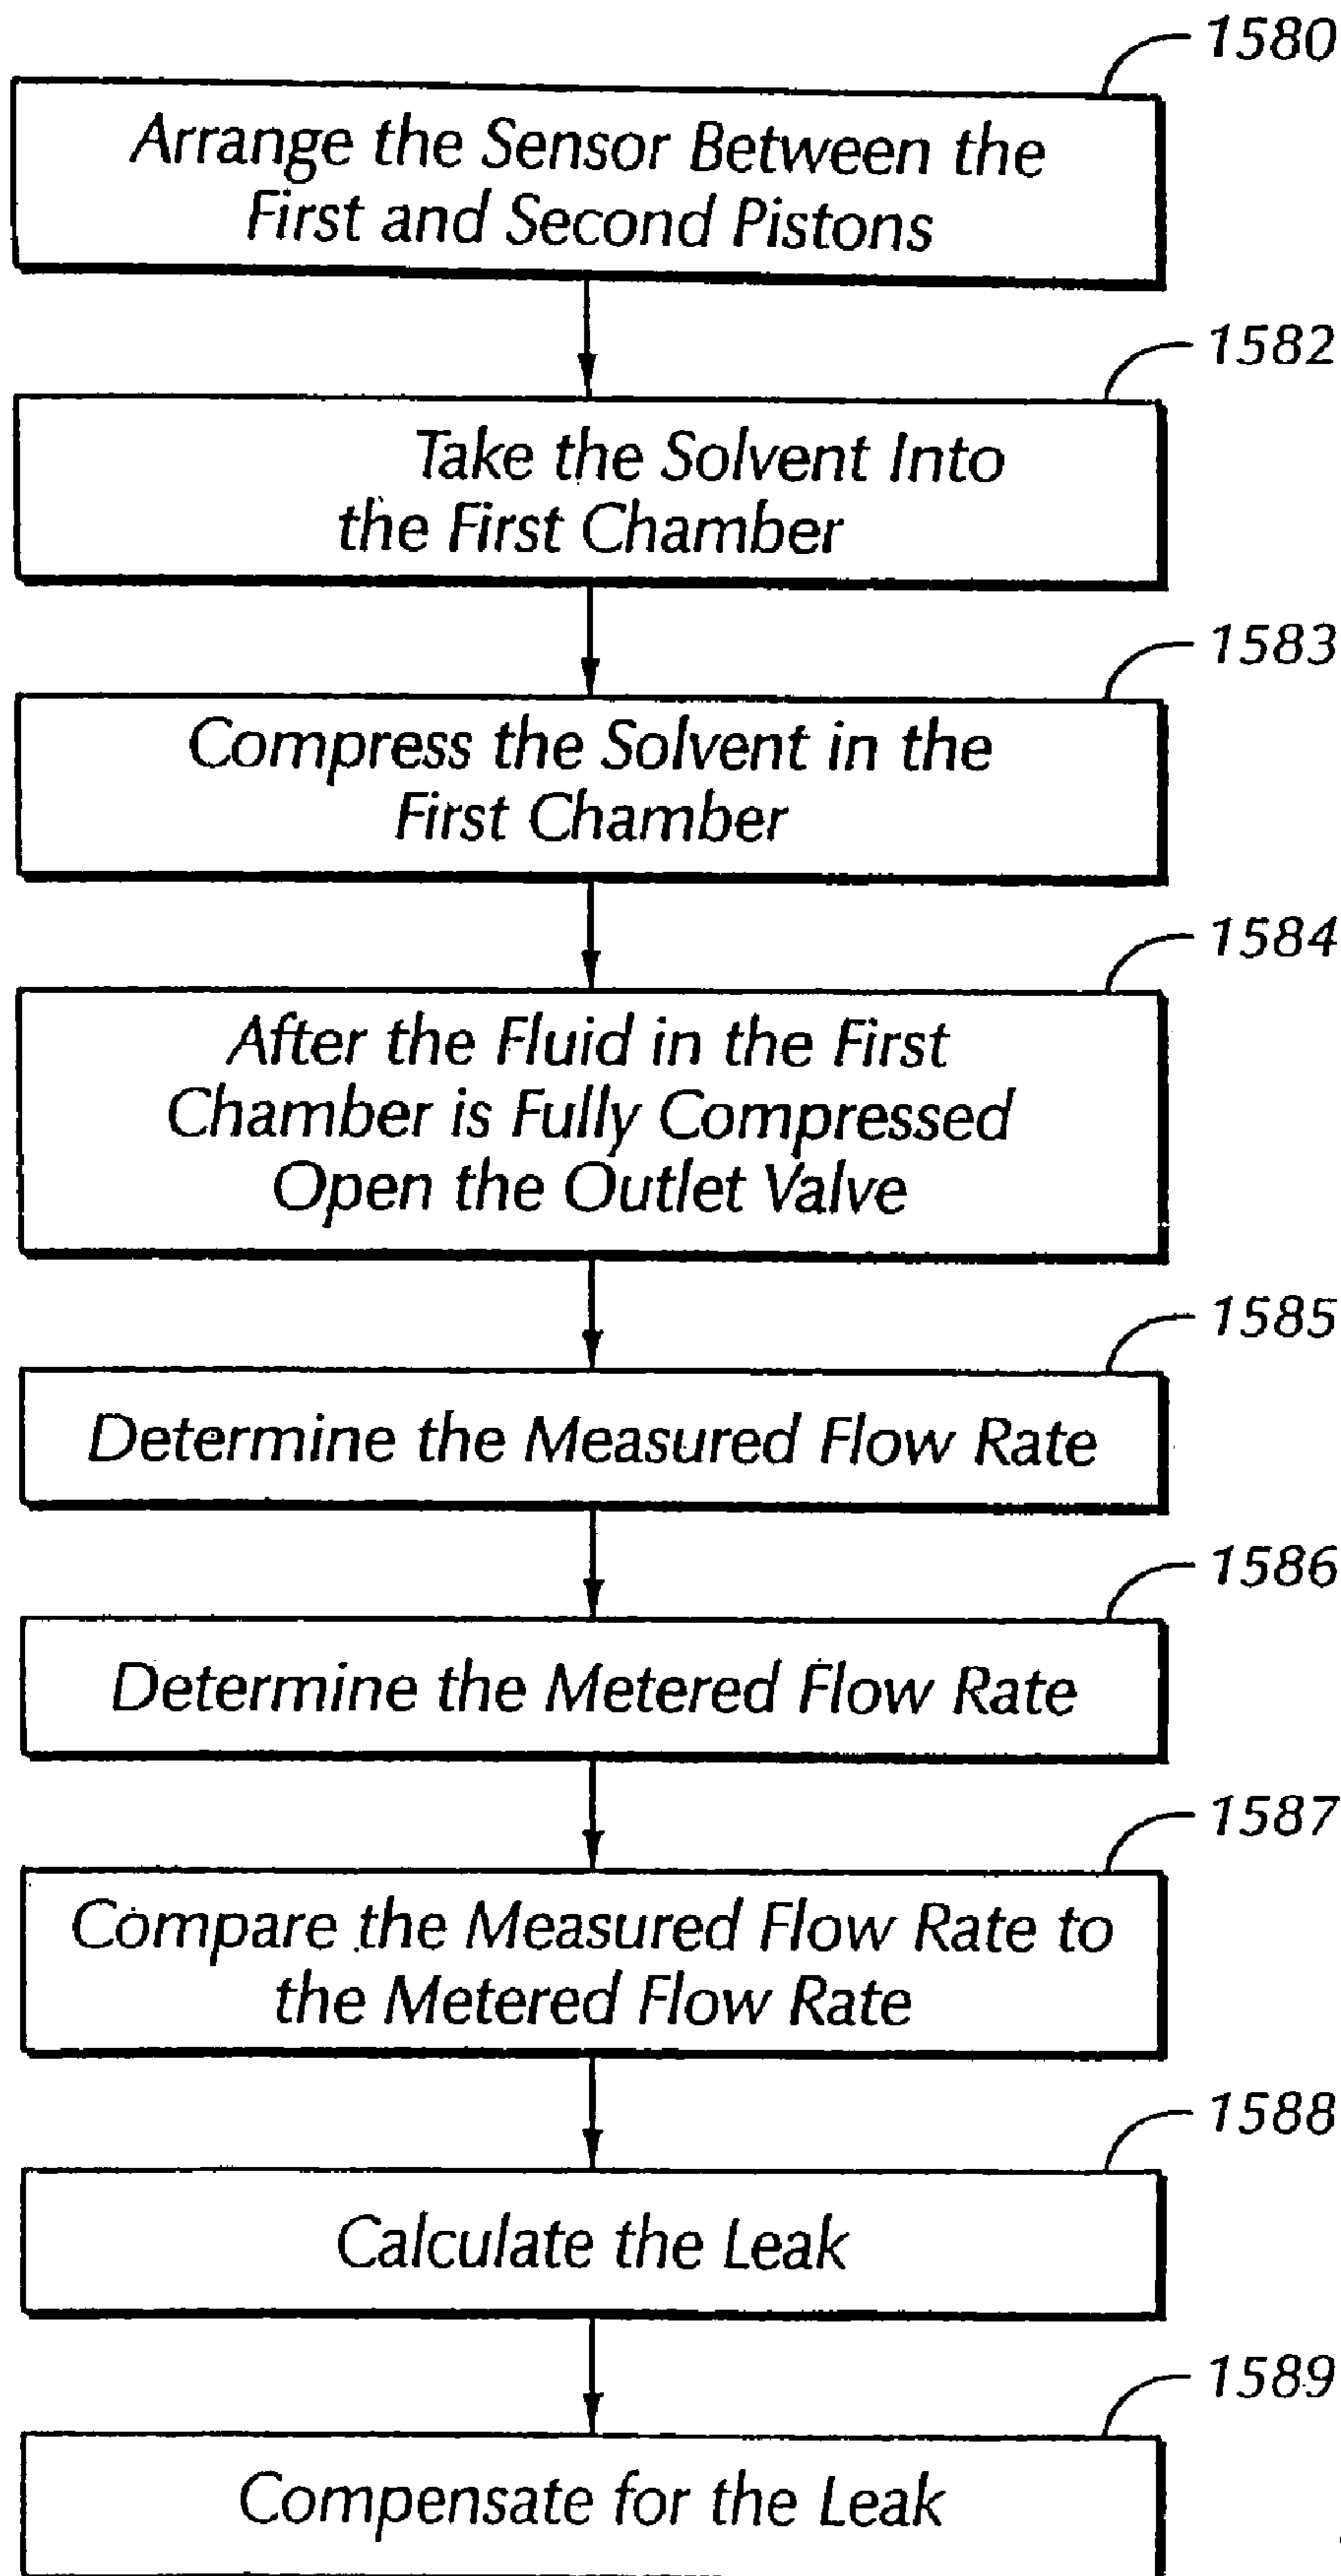 1580
Arrange the Sensor Between the
First and Second Pistons
1582
Take the Solvent Into
the First Chamber
1583
Compress the Solvent in the
First Chamber
1584
After the Fluid in the First
Chamber is Fully Compressed
Open the Outlet Valve
1585
Determine the Measured Flow Rate
1586
Determine the Metered Flow Rate
1587
Compare the Measured Flow Rate to
the Metered Flow Rate
1588
Calculate the Leak
1589
Compensate for the Leak